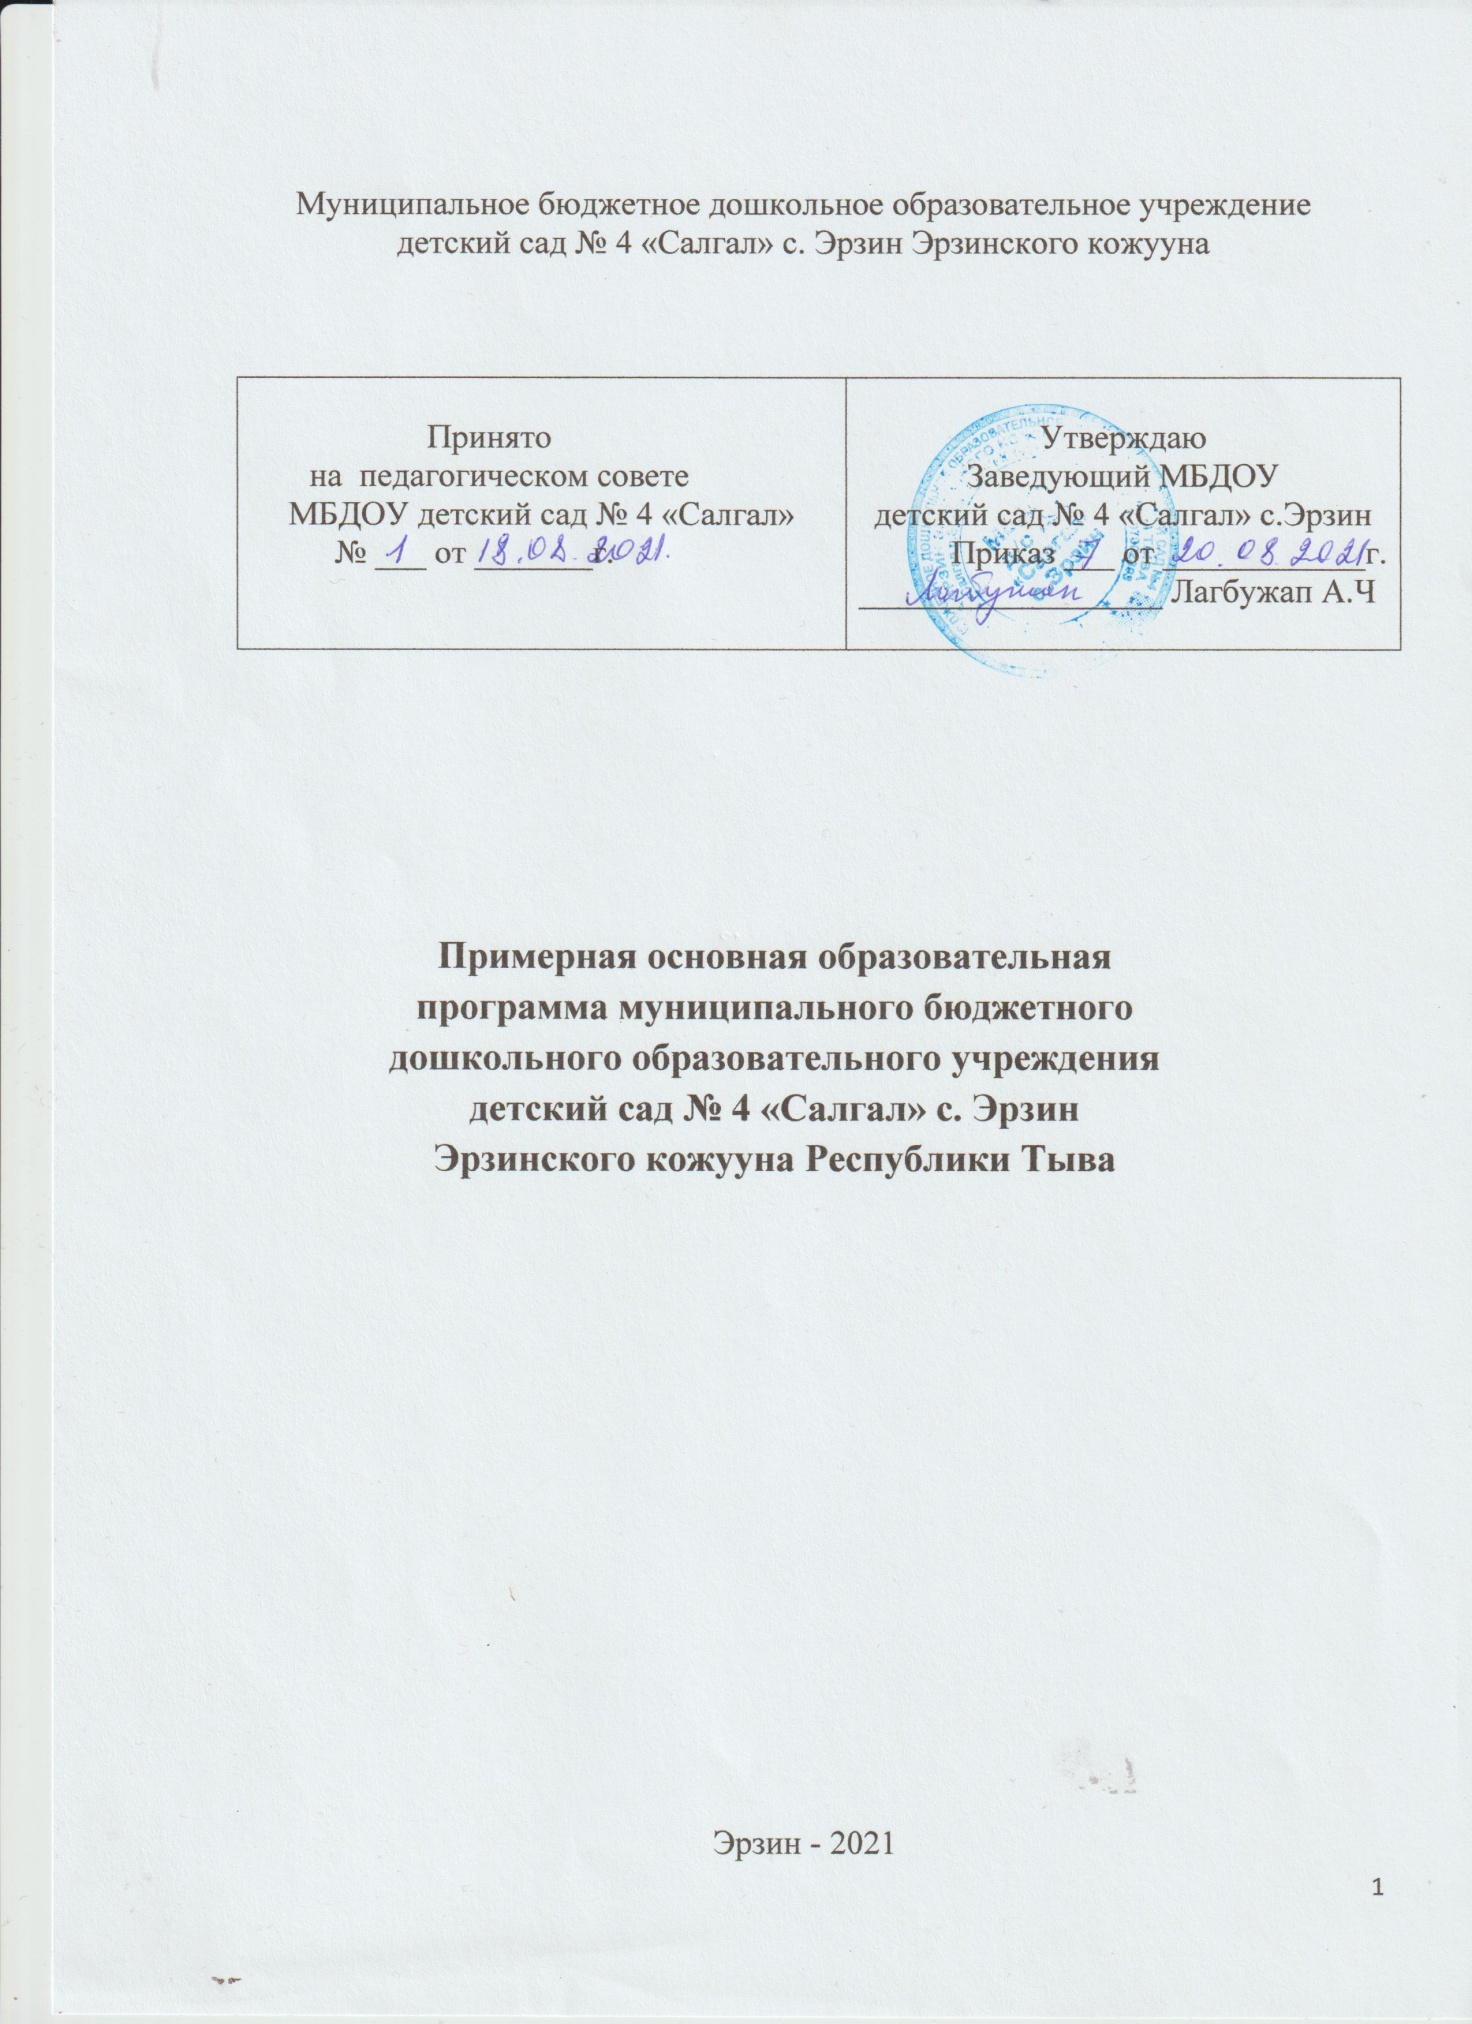 Муниципальное бюджетное дошкольное образовательное учреждение
детский сад № 4 «Салгал» с. Эрзин Эрзинского кожууна
Принято
на педагогическом совете
МБДОУ детский сад № 4 «Салгал»
№ 1 от 18.08.2021 г.
Утверждаю
Заведующий МБДОУ
детский сад № 4 «Салгал» с.Эрзин
Приказ от 20.08.2021 г.
Лагбужап А.Ч
Примерная основная образовательная
программа муниципального бюджетного
дошкольного образовательного учреждения
детский сад № 4 «Салгал» с. Эрзин
Эрзинского кожууна Республики Тыва
Эрзин - 2021
1